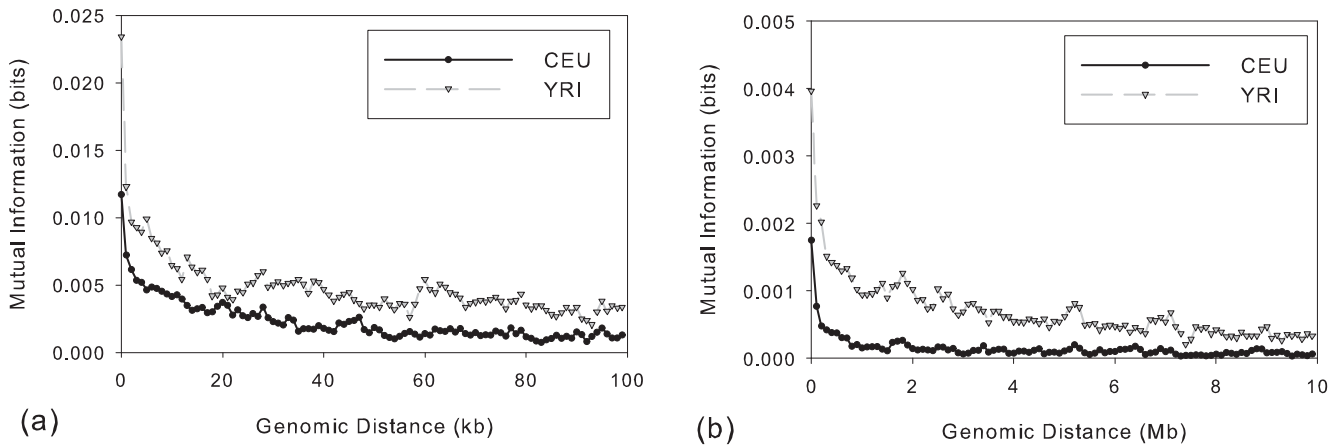 Mutual Information (bits)
0.025
0.020
0.015
0.010
0.005
0.000
CEU
YRI
0 20 40 60 80 100
Genomic Distance (kb)
(a)
Mutual Information (bits)
0.005
0.004
0.003
0.002
0.001
0.000
CEU
YRI
0 2 4 6 8 10
Genomic Distance (Mb)
(b)